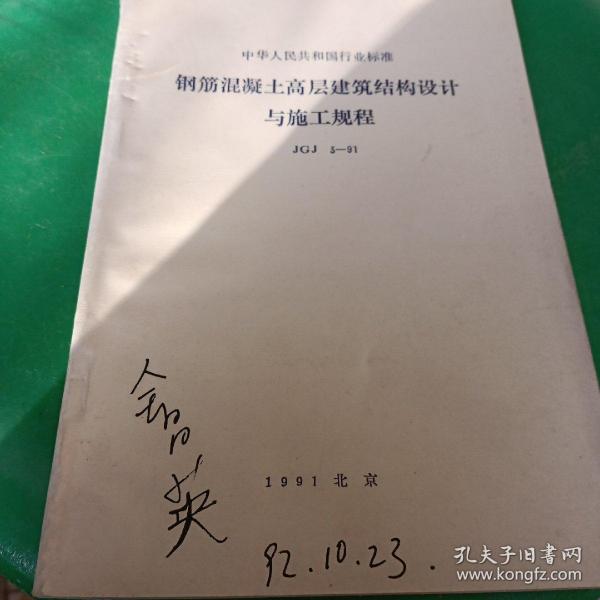 中华人民共和国行业标准
钢筋混凝土高层建筑结构设计
与施工规程
JGJ 3—91
英
1991 北京
92.10.23.
孔夫子旧书网
www.kongfz.com